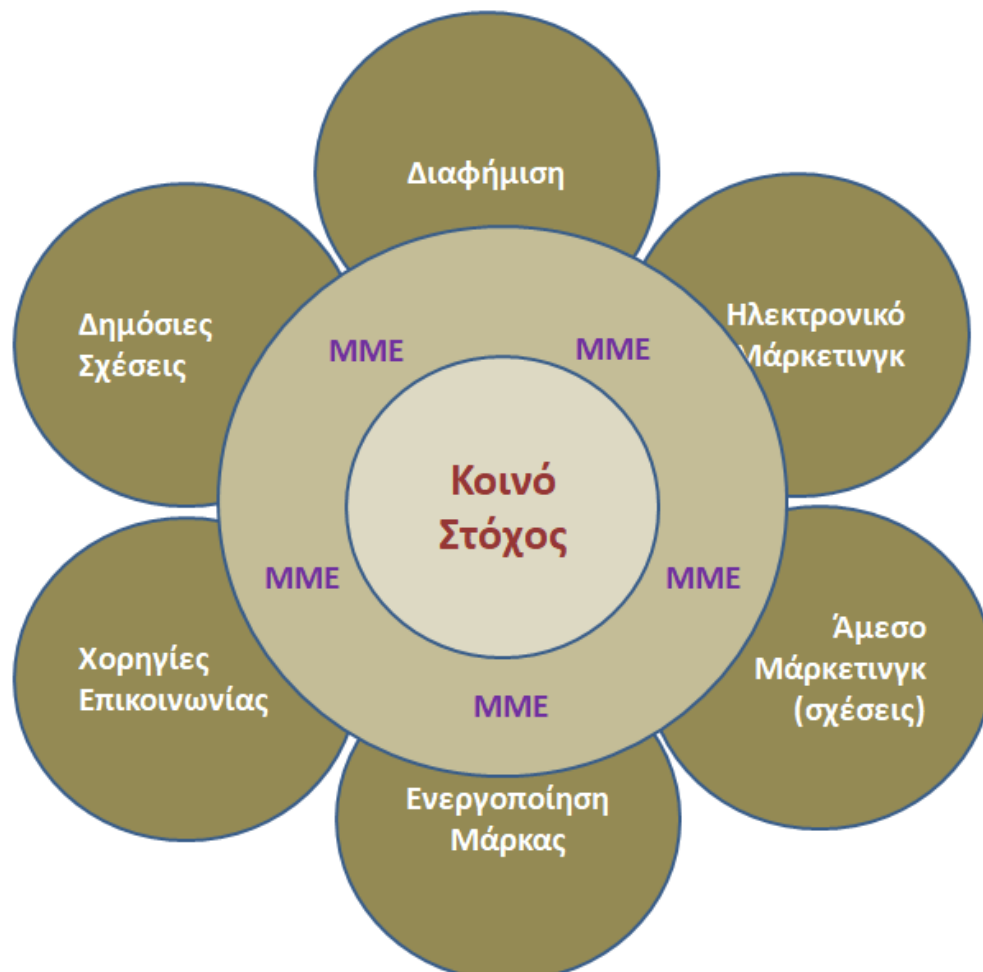 Διαφήμιση
Ηλεκτρονικό
Μάρκετινγκ
Δημόσιες
Σχέσεις
ΜΜΕ
ΜΜΕ
Κοινό
Στόχος
ΜΜΕ
ΜΜΕ
Άμεσο
Μάρκετινγκ
(σχέσεις)
Χορηγίες
Επικοινωνίας
ΜΜΕ
Ενεργοποίηση
Μάρκας